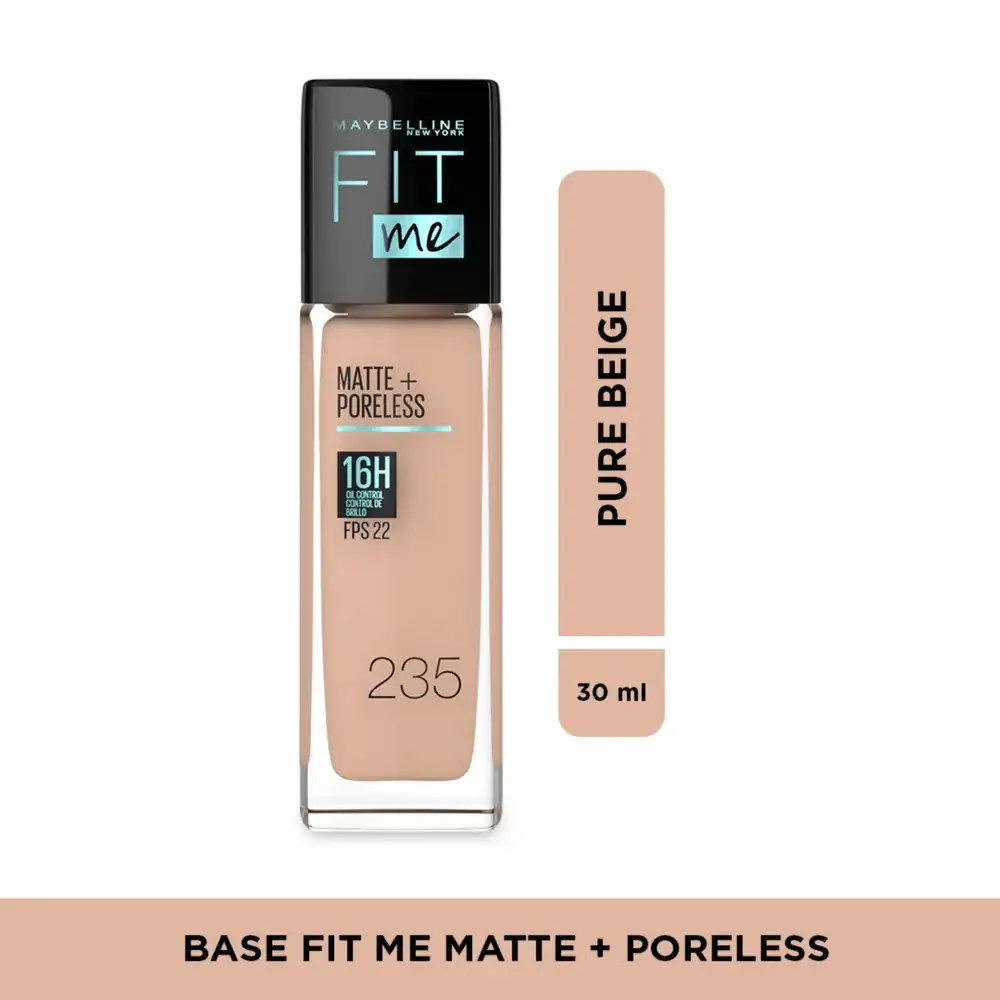 MAYBELLINE
NEW YORK
FIT
me
MATTE +
PORELESS
16H
OIL CONTROL
CONTROL DE
BRILLO
FPS 22
235
PURE BEIGE
30 ml
BASE FIT ME MATTE + PORELESS